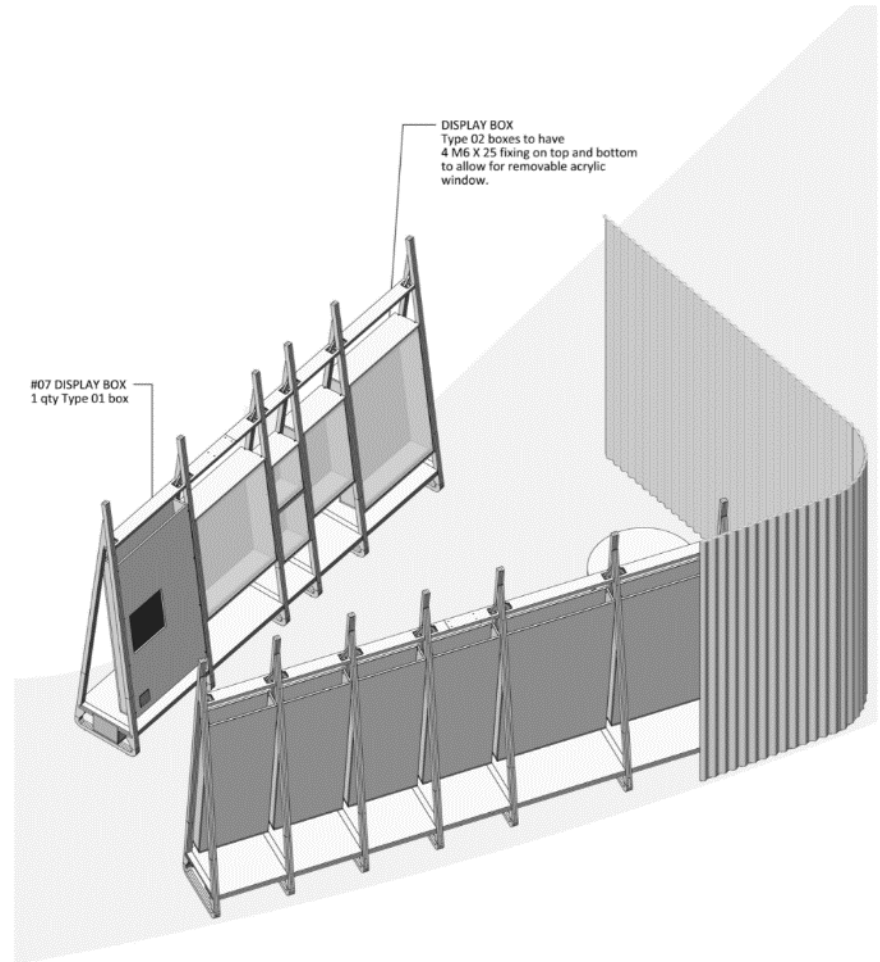 DISPLAY BOX
Type 02 boxes to have
4 M6 X 25 fixing on top and bottom
to allow for removable acrylic
window.
#07 DISPLAY BOX
1 qty Type 01 box